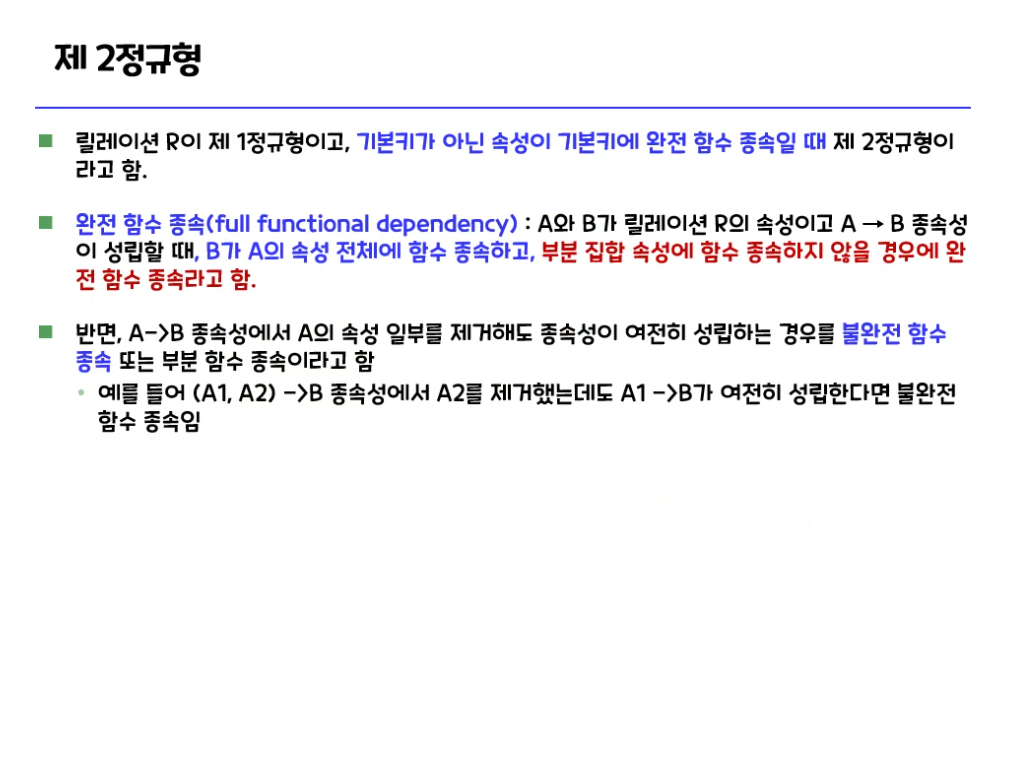 제 2정규형
릴레이션 R이 제 1정규형이고, 기본키가 아닌 속성이 기본키에 완전 함수 종속일 때 제 2정규형이
라고 함.
완전 함수 종속(full functional dependency) : A와 B가 릴레이션 R의 속성이고 A → B 종속성
이 성립할 때, B가 A의 속성 전체에 함수 종속하고, 부분 집합 속성에 함수 종속하지 않을 경우에 완
전 함수 종속라고 함.
반면, A->B 종속성에서 A의 속성 일부를 제거해도 종속성이 여전히 성립하는 경우를 불완전 함수
종속 또는 부분 함수 종속이라고 함
예를 들어 (A1, A2) ->B 종속성에서 A2를 제거했는데도 A1 ->B가 여전히 성립한다면 불완전
함수 종속임